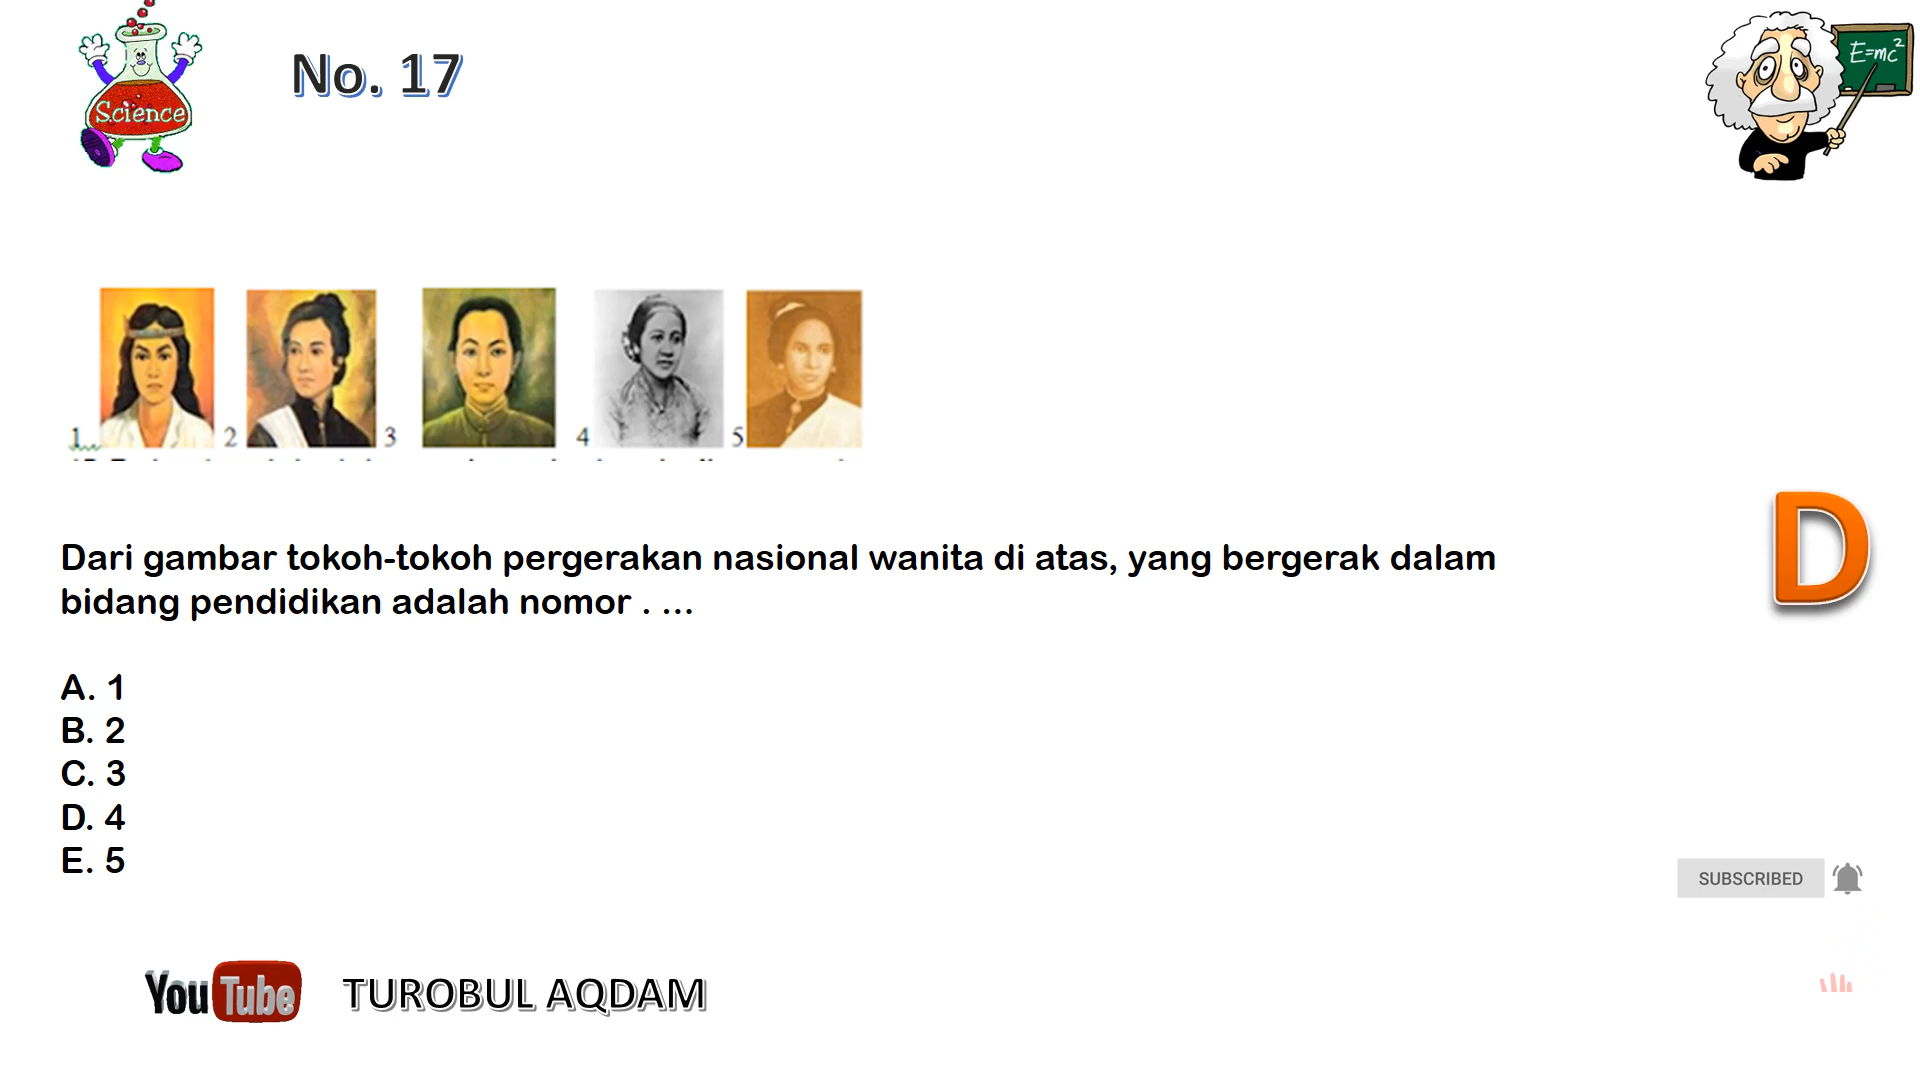 Science
No. 17
E=mc²
1
2
3
4
5
Dari gambar tokoh-tokoh pergerakan nasional wanita di atas, yang bergerak dalam
bidang pendidikan adalah nomor . ...
D
A. 1
B. 2
C. 3
D. 4
E. 5
SUBSCRIBED
YouTube
TUROBUL AQDAM